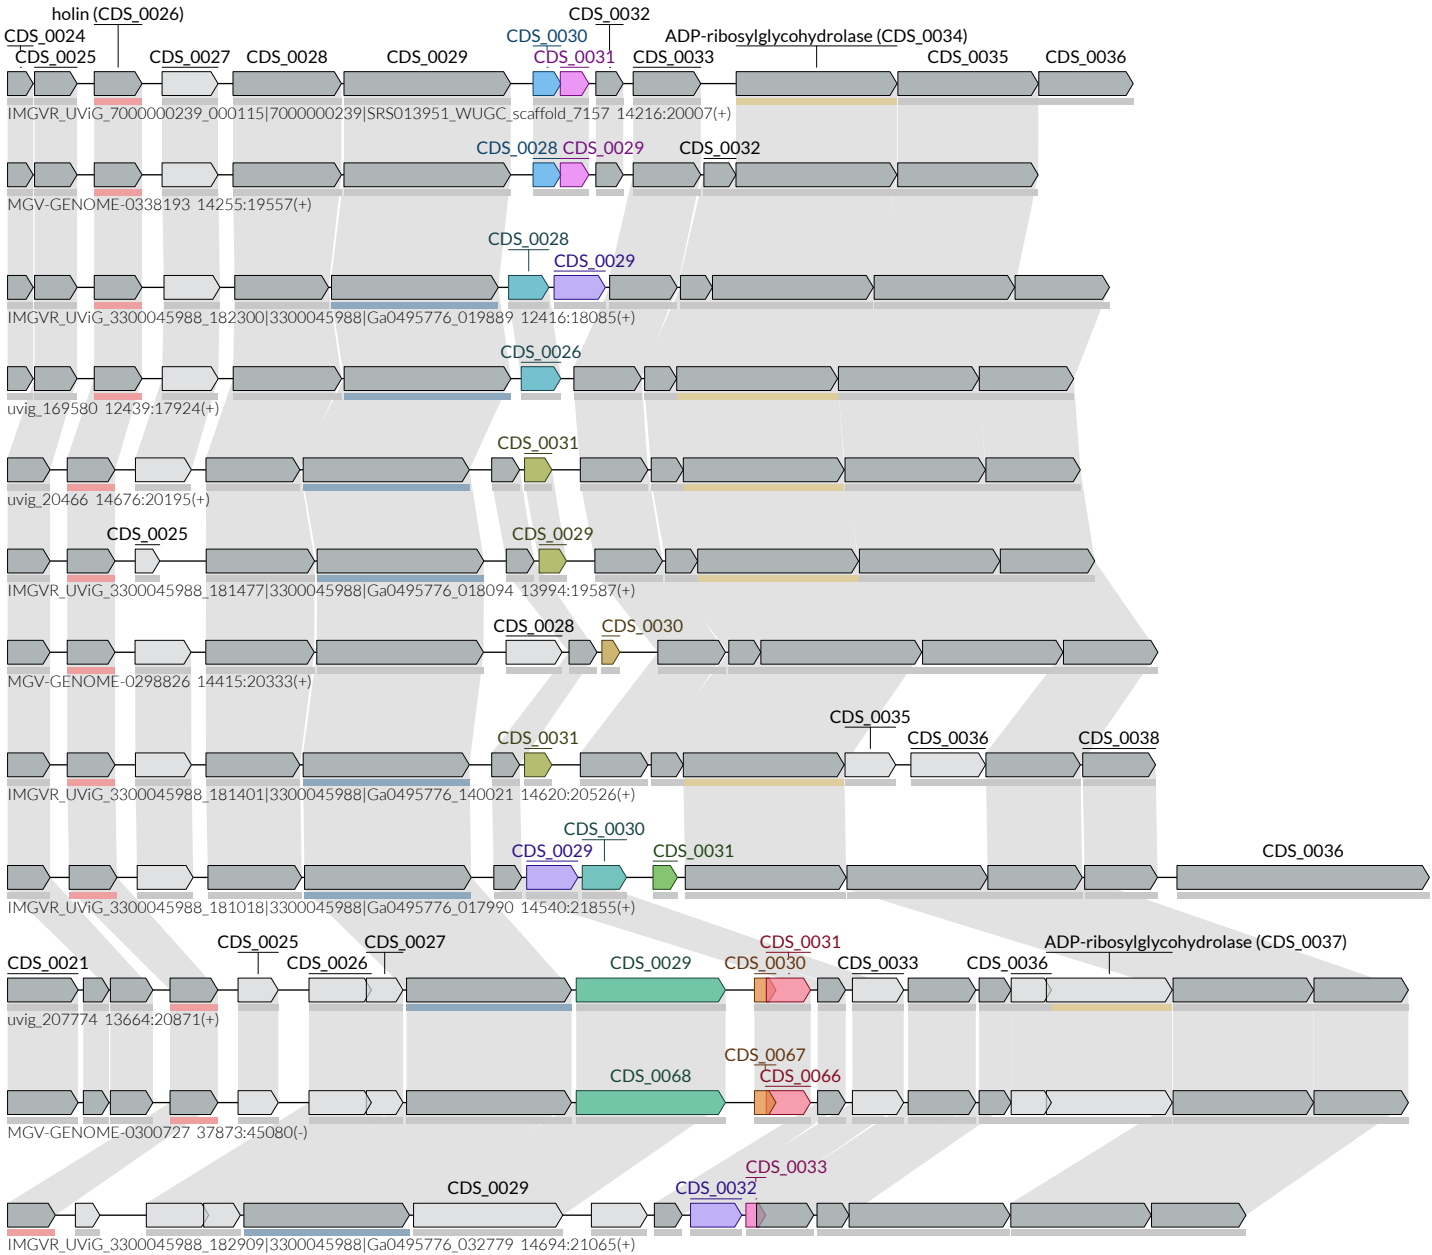 holin (CDS_0026)
CDS_0032
CDS_0024
CDS_0030
ADP-ribosylglycohydrolase (CDS_0034)
CDS_0025
CDS_0027
CDS_0028
CDS_0029
CDS_0031
CDS_0033
CDS_0035
CDS_0036
IMGVR_UViG_7000000239_000115|7000000239|SRS013951_WUGC_scaffold_7157 14216:20007(+)
CDS_0028
CDS_0029
CDS_0032
MGV-GENOME-0338193 14255:19557(+)
CDS_0028
CDS_0029
IMGVR_UViG_3300045988_182300|3300045988|Ga0495776_019889 12416:18085(+)
CDS_0026
uvig_169580 12439:17924(+)
CDS_0031
uvig_20466 14676:20195(+)
CDS_0025
CDS_0029
IMGVR_UViG_3300045988_181477|3300045988|Ga0495776_018094 13994:19587(+)
CDS_0028
CDS_0030
MGV-GENOME-0298826 14415:20333(+)
CDS_0035
CDS_0031
CDS_0036
CDS_0038
IMGVR_UViG_3300045988_181401|3300045988|Ga0495776_140021 14620:20526(+)
CDS_0030
CDS_0029
CDS_0031
CDS_0036
IMGVR_UViG_3300045988_181018|3300045988|Ga0495776_017990 14540:21855(+)
CDS_0025
CDS_0027
CDS_0031
ADP-ribosylglycohydrolase (CDS_0037)
CDS_0021
CDS_0026
CDS_0029
CDS_0030
CDS_0033
CDS_0036
uvig_207774 13664:20871(+)
CDS_0067
CDS_0068
CDS_0066
MGV-GENOME-0300727 37873:45080(-)
CDS_0033
CDS_0029
CDS_0032
IMGVR_UViG_3300045988_182909|3300045988|Ga0495776_032779 14694:21065(+)